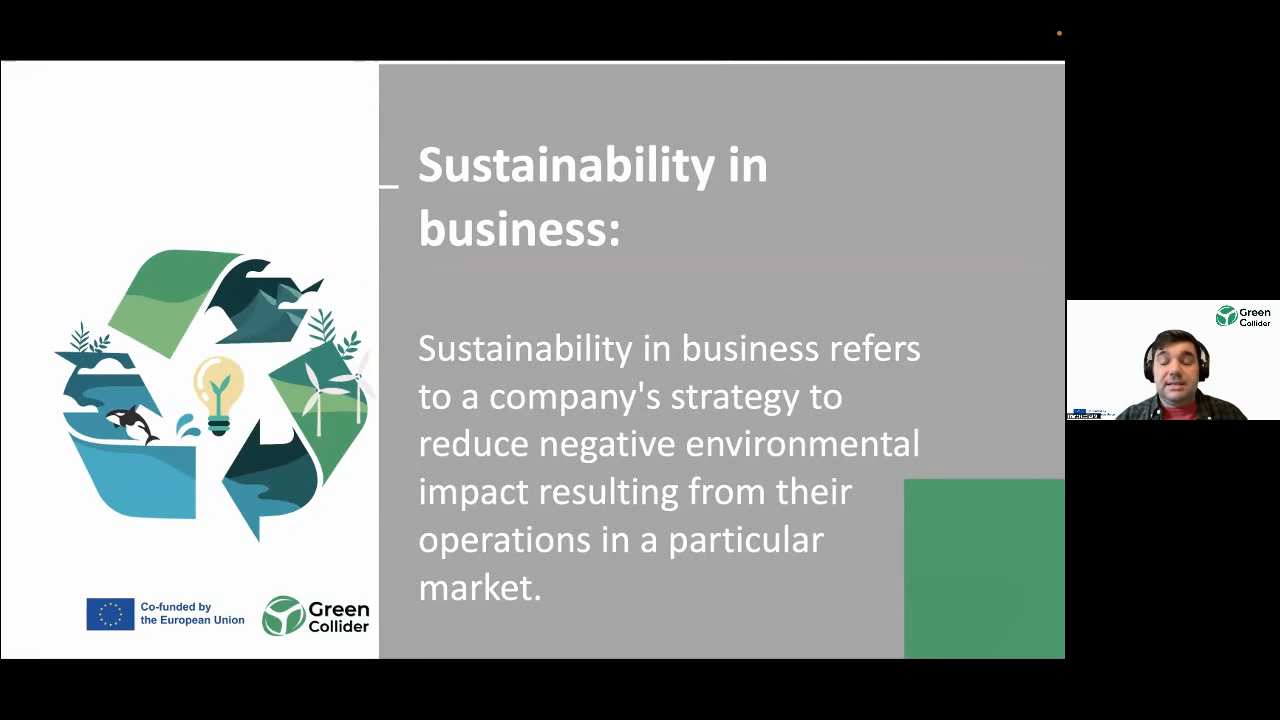 Sustainability in
business:
Sustainability in business refers
to a company's strategy to
reduce negative environmental
impact resulting from their
operations in a particular
market.
Co-funded by
the European Union
Green
Collider
Green
Collider